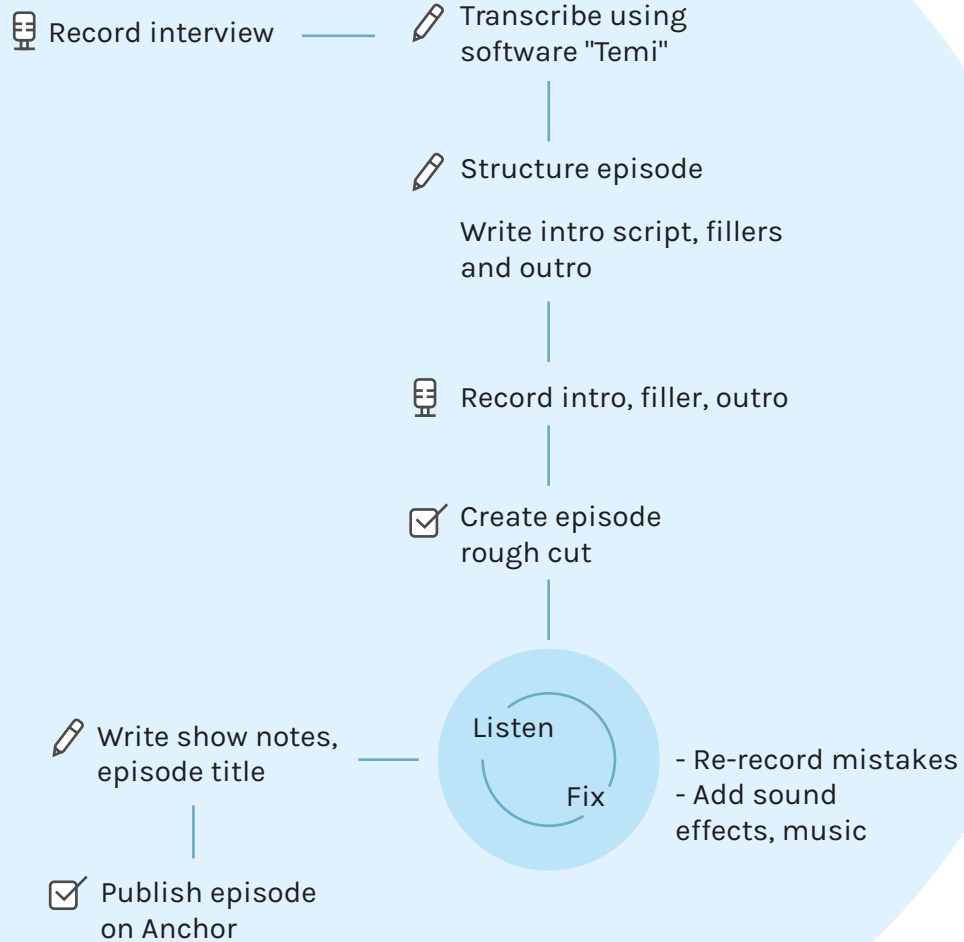 Record interview
Transcribe using
software "Temi"
Structure episode
Write intro script, fillers
and outro
Record intro, filler, outro
Create episode
rough cut
Listen
Fix
- Re-record mistakes
- Add sound
effects, music
Write show notes,
episode title
Publish episode
on Anchor